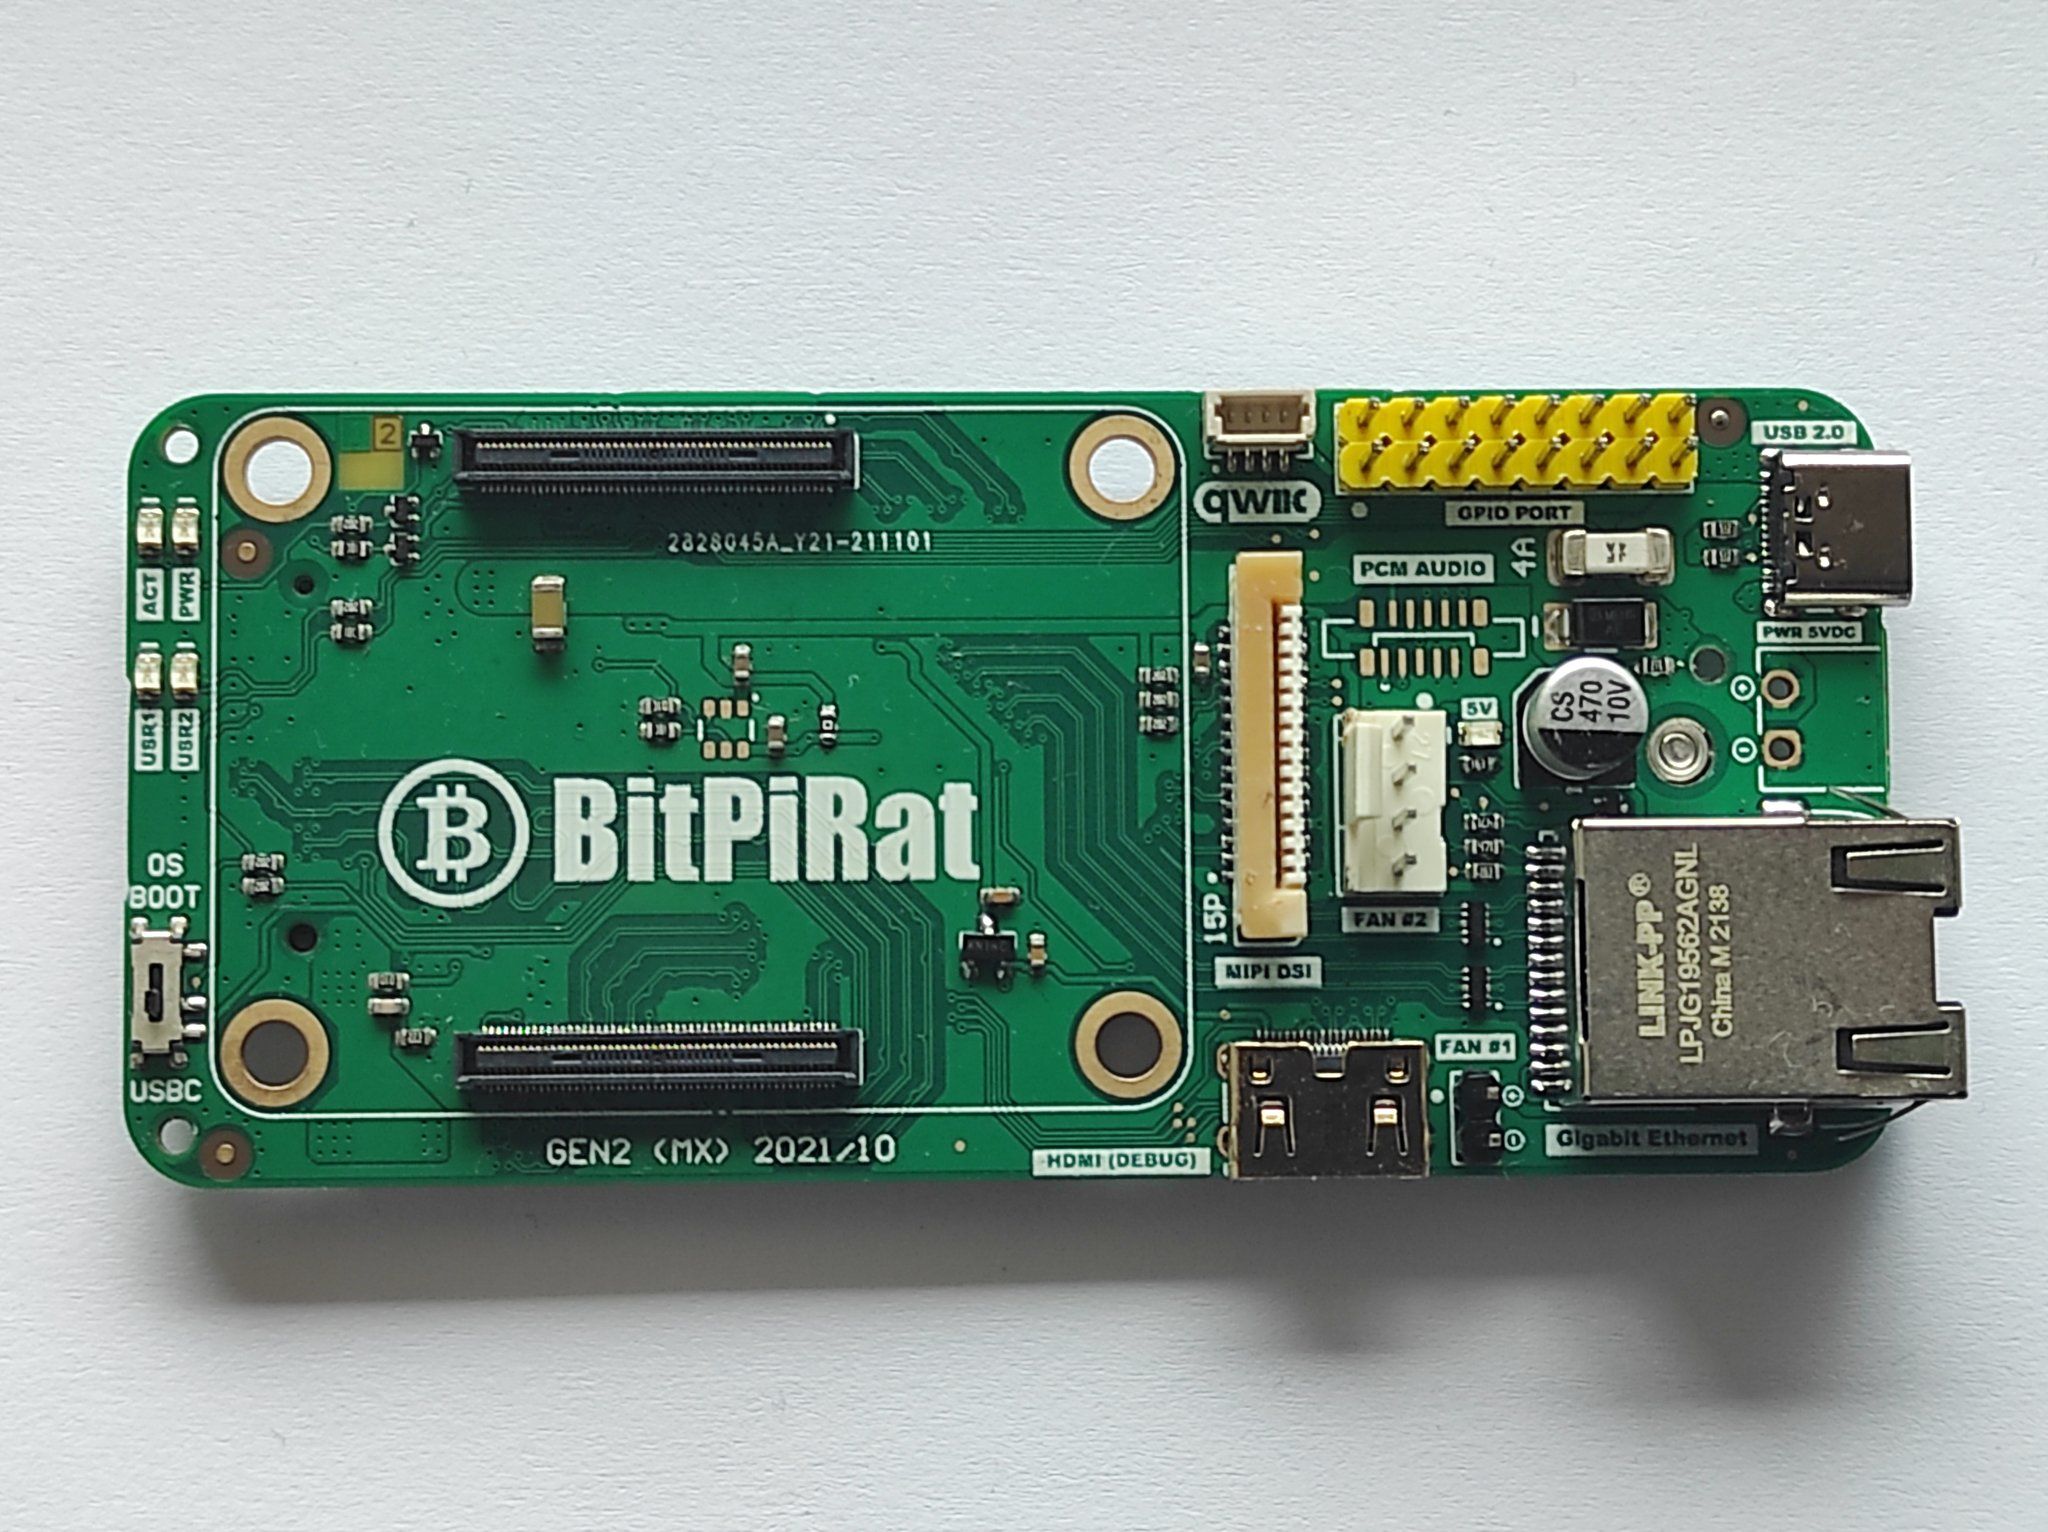 2
USB 2.0
qwiic
GPIO PORT
2828045A_Y21-211101
4A
PCM AUDIO
ACT
PWR
PWR 5VDC
USR1
USR2
5V
CS
470
10V
BitPiRat
OS
BOOT
15P
FAN #2
LINK-PP®
LPJG19562AGNL
China M 2138
MIPI DSI
FAN #1
USBC
GEN2 (MX) 2021/10
HDMI (DEBUG)
Gigabit Ethernet